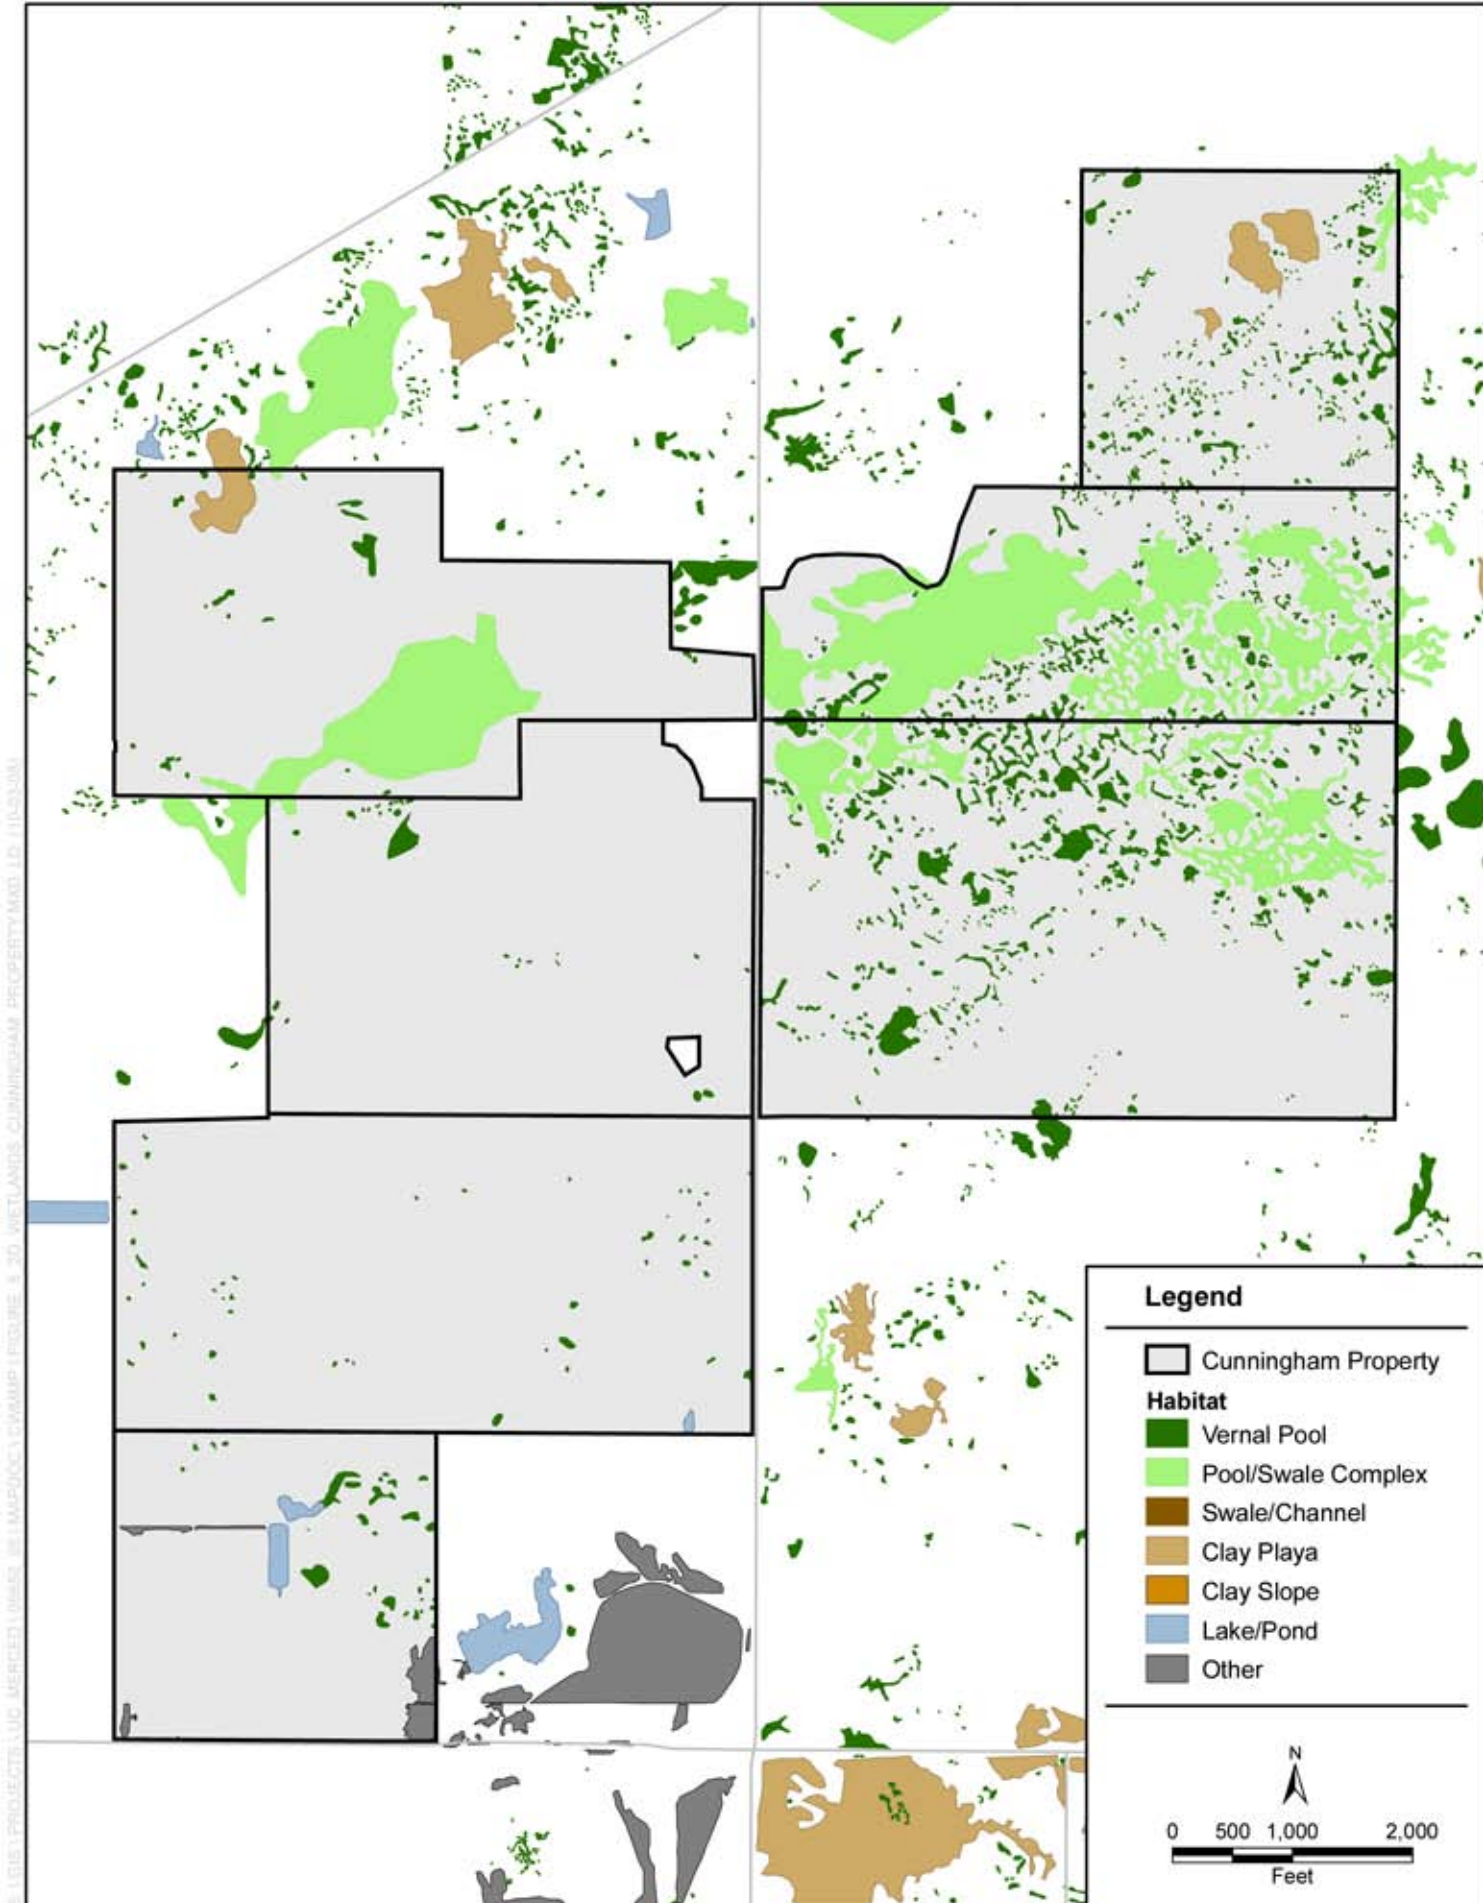 Legend
Cunningham Property
Habitat
Vernal Pool
Pool/Swale Complex
Swale/Channel
Clay Playa
Clay Slope
Lake/Pond
Other
N
0 500 1,000 2,000
Feet